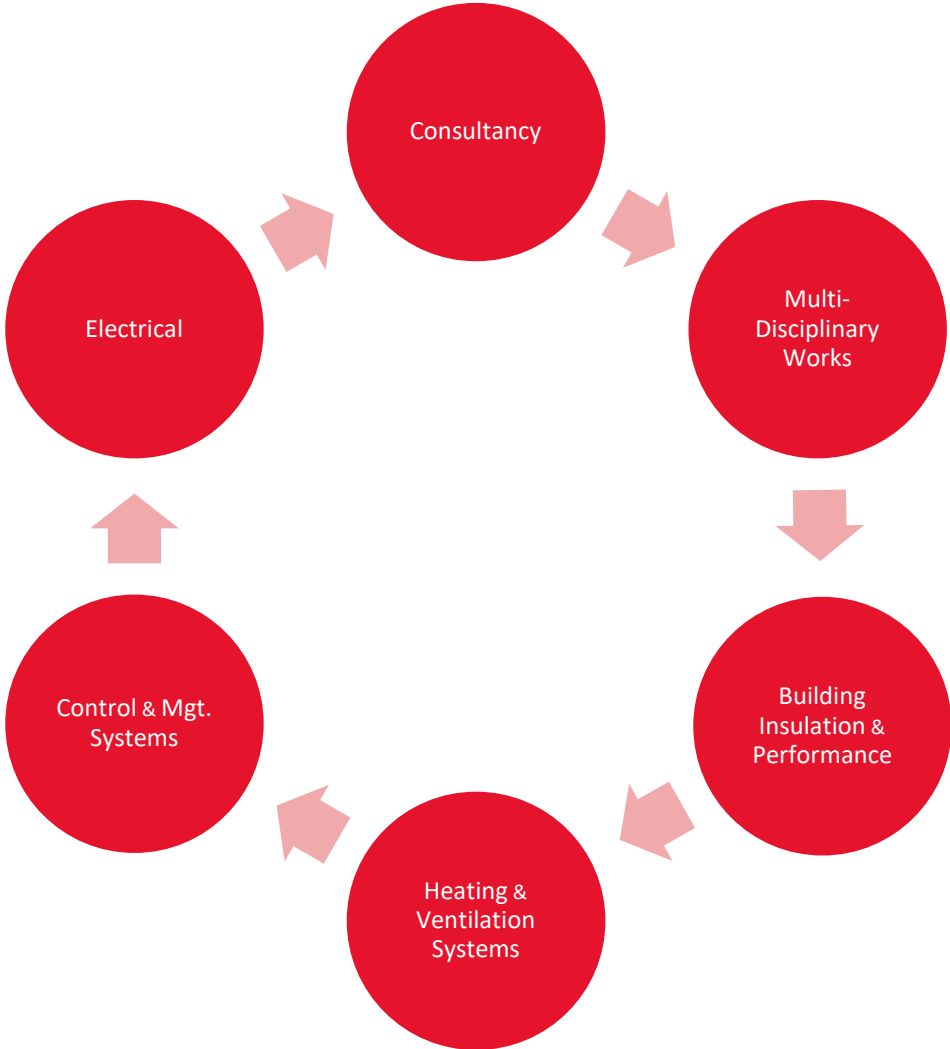 Consultancy
Multi-
Disciplinary
Works
Building
Insulation &
Performance
Heating &
Ventilation
Systems
Control & Mgt.
Systems
Electrical